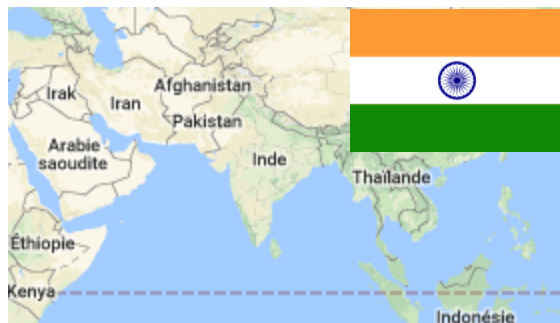 Afghanistan
Irak
Iran
Pakistan
Arabie
saoudite
Inde
Thaïlande
Éthiopie
Kenya
Indonésie